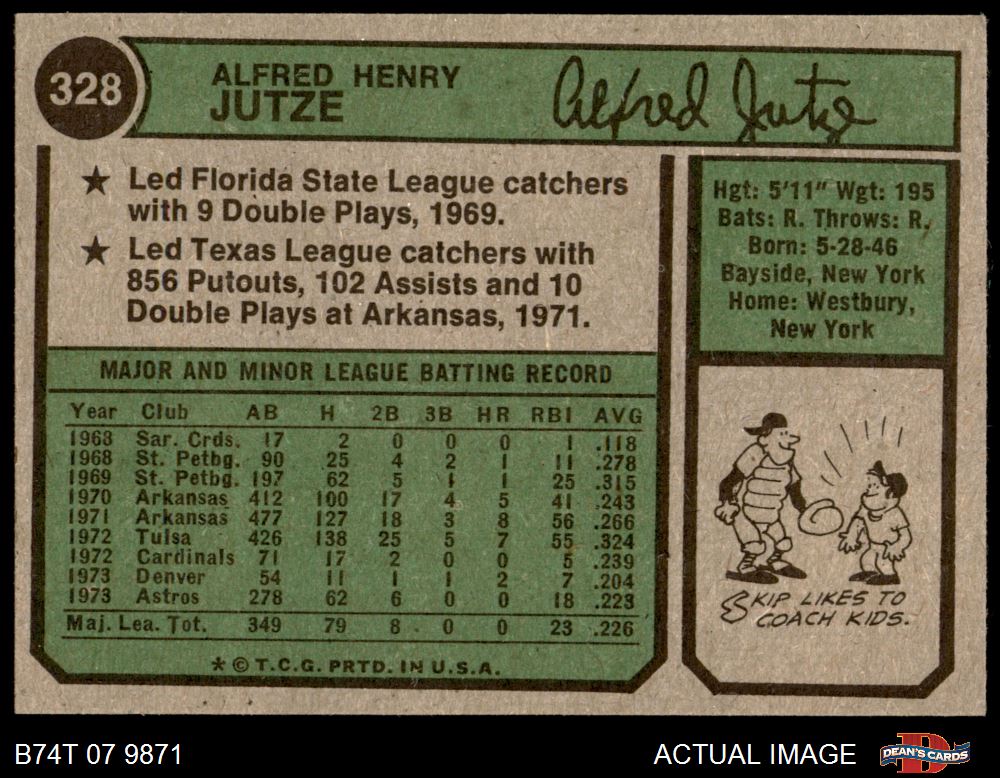 328
ALFRED HENRY
JUTZE
Alfred Jutze
★ Led Florida State League catchers
with 9 Double Plays, 1969.
★ Led Texas League catchers with
856 Putouts, 102 Assists and 10
Double Plays at Arkansas, 1971.
Hgt: 5'11" Wgt: 195
Bats: R. Throws: R.
Born: 5-28-46
Bayside, New York
Home: Westbury,
New York
MAJOR AND MINOR LEAGUE BATTING RECORD
Year Club AB H 2B 3B HR RBI AVG
1968 Sar. Crds. 17 2 0 0 0 1 .118
1968 St. Petbg. 90 25 4 2 1 11 .278
1969 St. Petbg. 197 62 5 1 1 25 .315
1970 Arkansas 412 100 17 4 5 41 .243
1971 Arkansas 477 127 18 3 8 56 .266
1972 Tulsa 426 138 25 5 7 55 .324
1972 Cardinals 71 17 2 0 0 5 .239
1973 Denver 54 11 1 1 2 7 .204
1973 Astros 278 62 6 0 0 18 .223
Maj. Lea. Tot. 349 79 8 0 0 23 .226
* © T.C.G. PRTD. IN U.S.A.
SKIP LIKES TO
COACH KIDS.
B74T 07 9871
ACTUAL IMAGE
DEAN'S CARDS